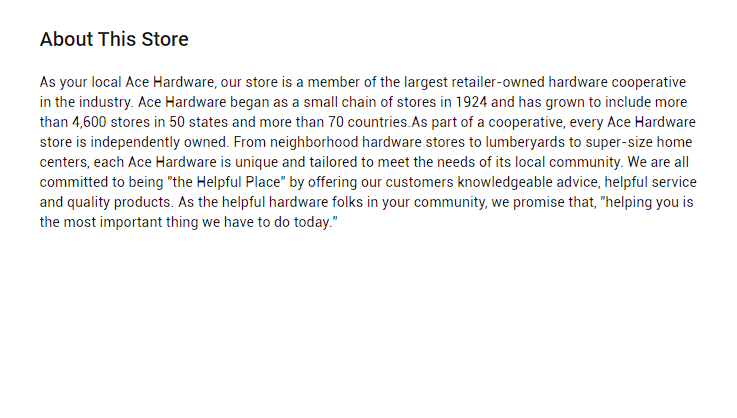 About This Store
As your local Ace Hardware, our store is a member of the largest retailer-owned hardware cooperative
in the industry. Ace Hardware began as a small chain of stores in 1924 and has grown to include more
than 4,600 stores in 50 states and more than 70 countries.As part of a cooperative, every Ace Hardware
store is independently owned. From neighborhood hardware stores to lumberyards to super-size home
centers, each Ace Hardware is unique and tailored to meet the needs of its local community. We are all
committed to being "the Helpful Place" by offering our customers knowledgeable advice, helpful service
and quality products. As the helpful hardware folks in your community, we promise that, "helping you is
the most important thing we have to do today."